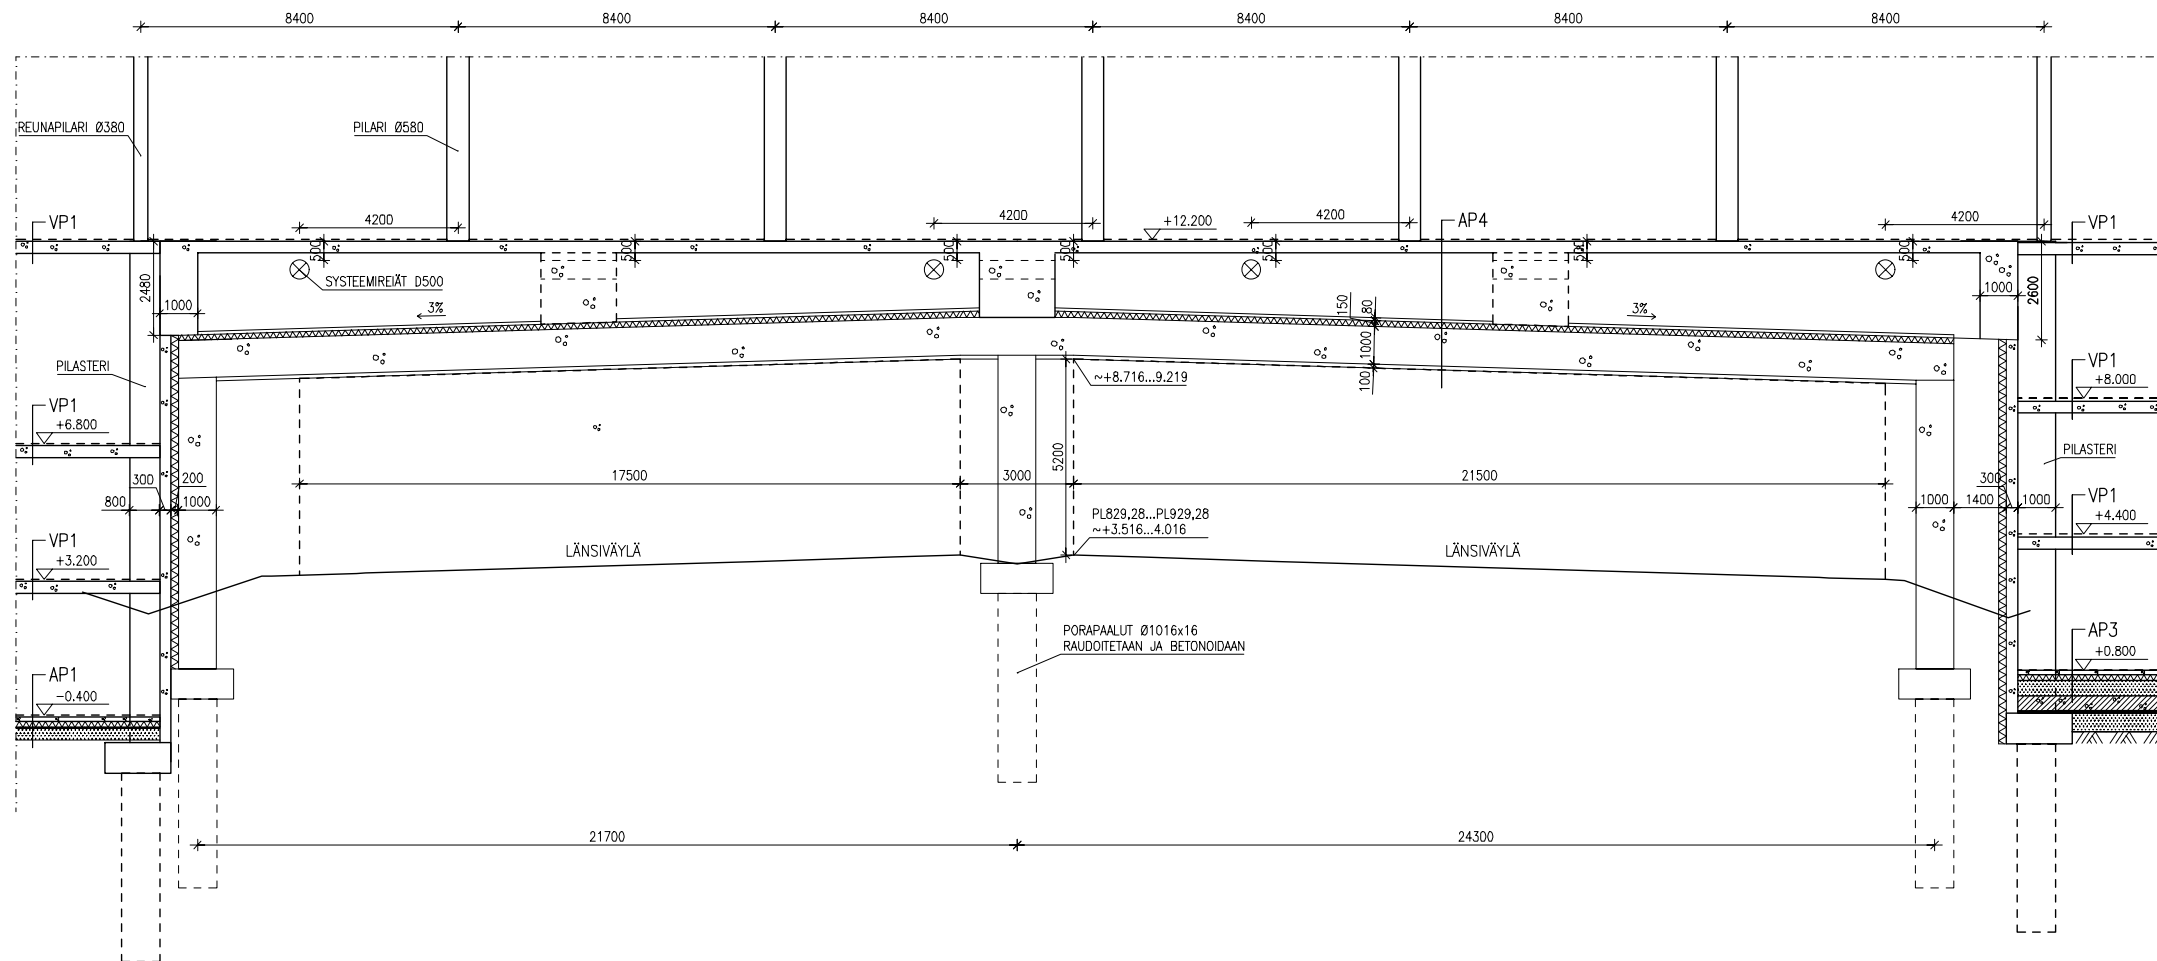 8400 8400 8400 8400 8400 8400
REUNAPILARI Ø380
PILARI Ø580
VP1 4200 4200 +12.200 4200 AP4 4200 VP1
500 500 500 500 500 500 500
SYSTEEMIREIÄT D500
2480 1000 3% 150 80 3% 1000 2600
PILASTERI 1000 100
~+8.716...9.219
VP1
+8.000
VP1
+6.800
5200
PILASTERI
300 200 17500 3000 21500 300
800 1000 1000 1400 1000
VP1
+4.400
PL829,28...PL929,28
~+3.516...4.016
VP1
+3.200
LÄNSIVÄYLÄ LÄNSIVÄYLÄ
PORAPAALUT Ø1016x16
RAUDOITETAAN JA BETONOIDAAN
AP3
+0.800
AP1
-0.400
21700 24300